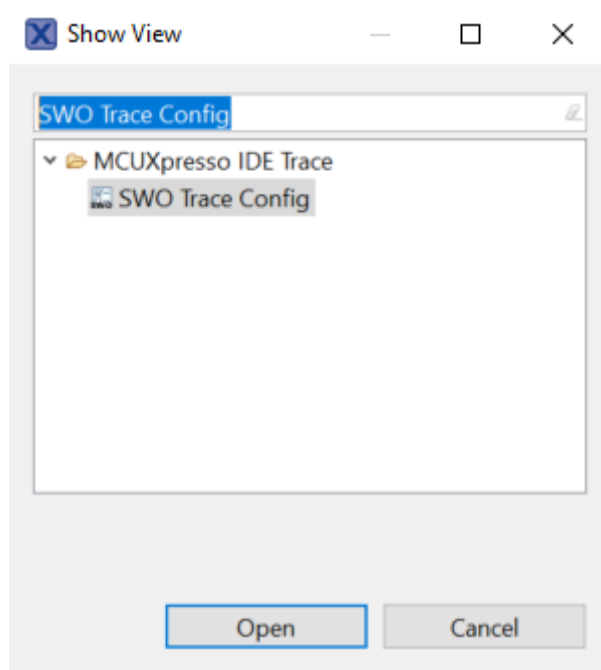 Show View
SWO Trace Config
MCUXpresso IDE Trace
SWO Trace Config
Open
Cancel